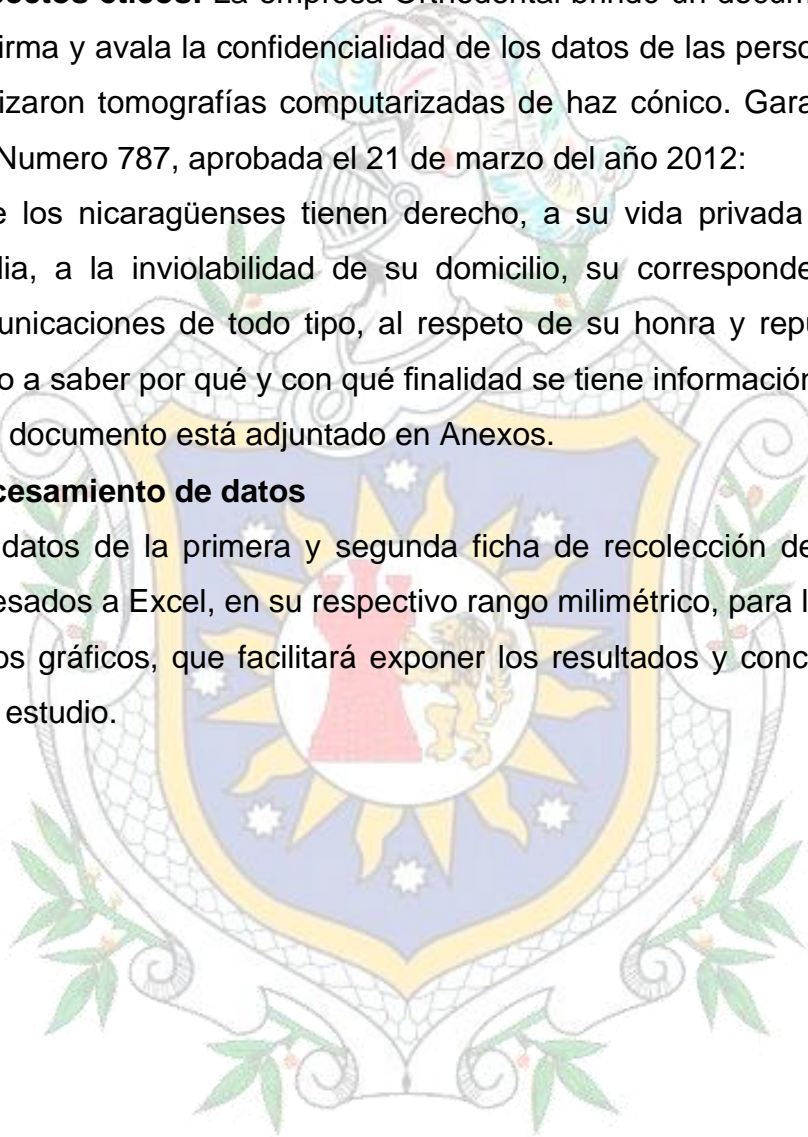 ectos éticos. La empresa Orthodental brindo un docum
irma y avala la confidencialidad de los datos de las perso
izaron tomografías computarizadas de haz cónico. Gara
Numero 787, aprobada el 21 de marzo del año 2012:
e los nicaragüenses tienen derecho, a su vida privada
lia, a la inviolabilidad de su domicilio, su corresponde
unicaciones de todo tipo, al respeto de su honra y repu
o a saber por qué y con qué finalidad se tiene información
documento está adjuntado en Anexos.
cesamiento de datos
datos de la primera y segunda ficha de recolección de
esados a Excel, en su respectivo rango milimétrico, para l
os gráficos, que facilitará exponer los resultados y conc
estudio.